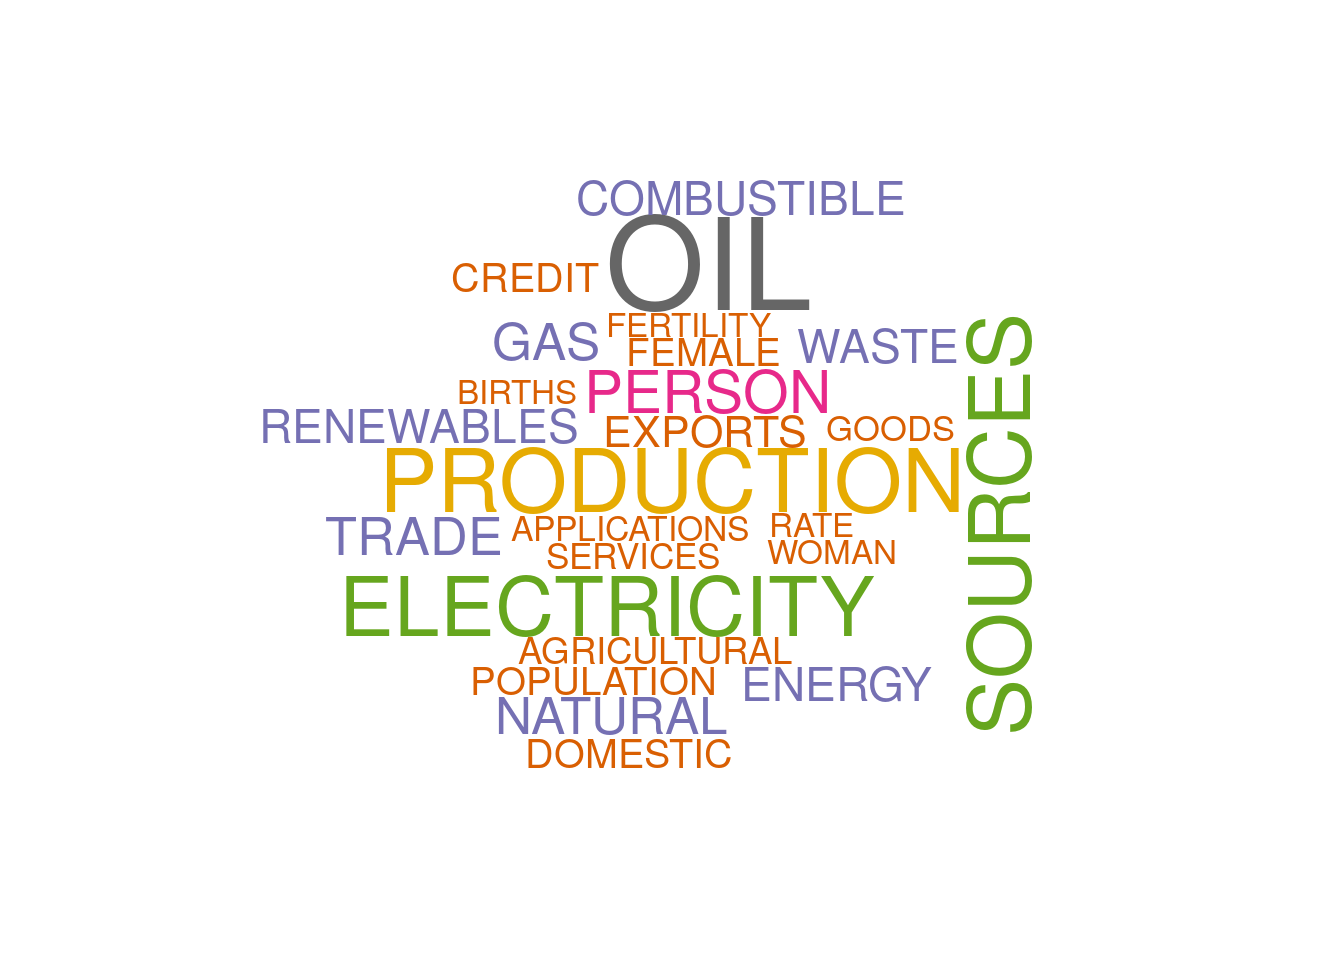 COMBUSTIBLE
OIL
CREDIT
FERTILITY
GAS
FEMALE
WASTE
SOURCES
PERSON
BIRTHS
RENEWABLES
EXPORTS
GOODS
PRODUCTION
TRADE
APPLICATIONS
RATE
SERVICES
WOMAN
ELECTRICITY
AGRICULTURAL
POPULATION
ENERGY
NATURAL
DOMESTIC